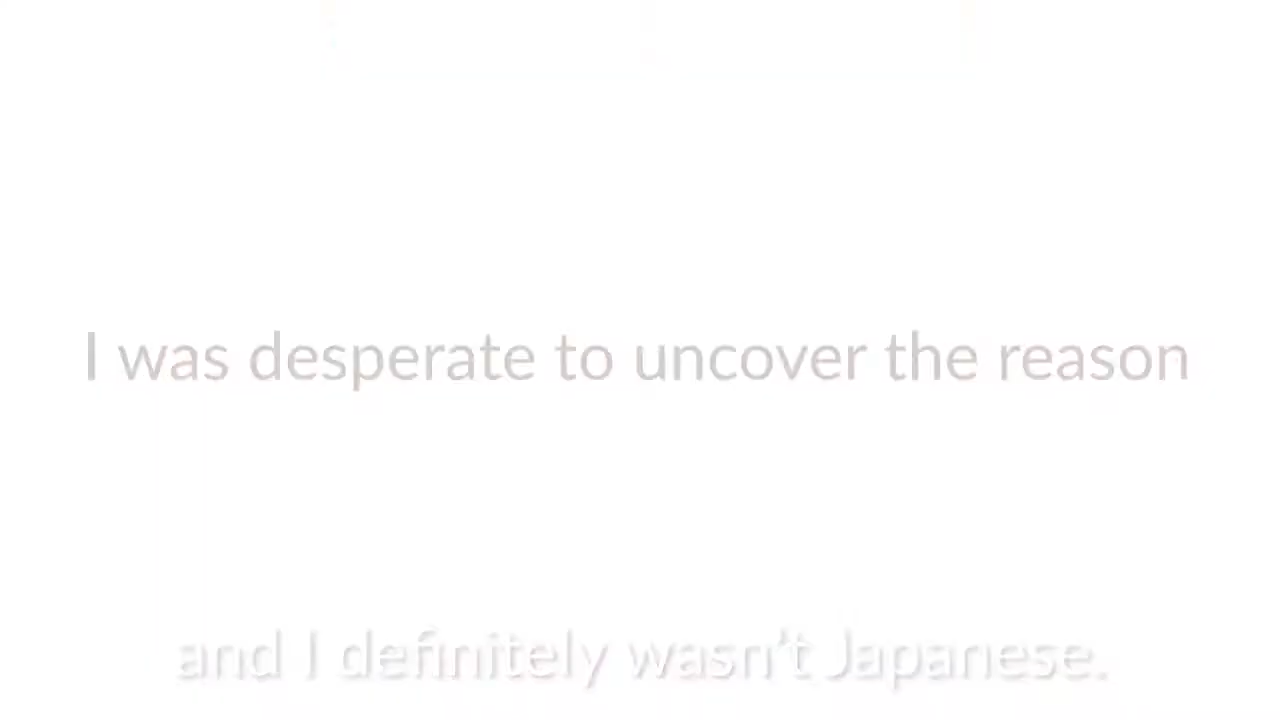 I was desperate to uncover the reason
and I definitely wasn't Japanese.